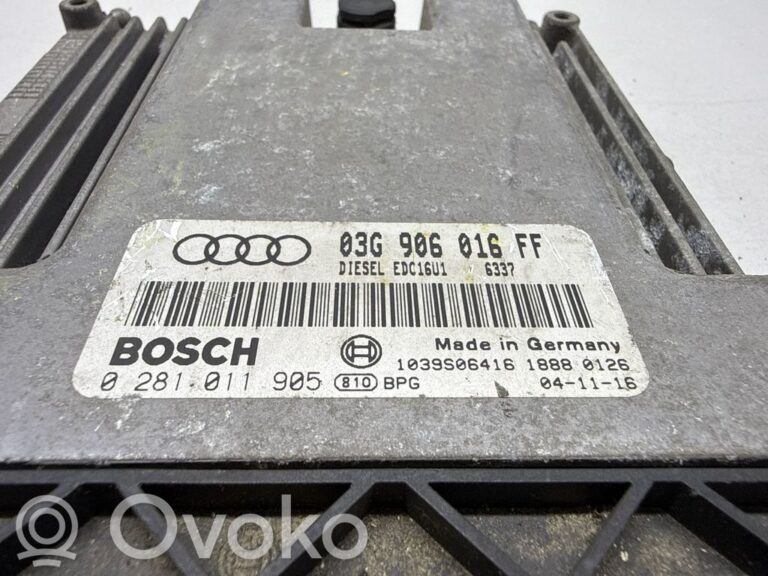 03G 906 016 FF
DIESEL EDC16U1 6337
BOSCH
Made in Germany
1039S06416 1888 0126
0 281 011 905 810 BPG 04-11-16
Ovoko